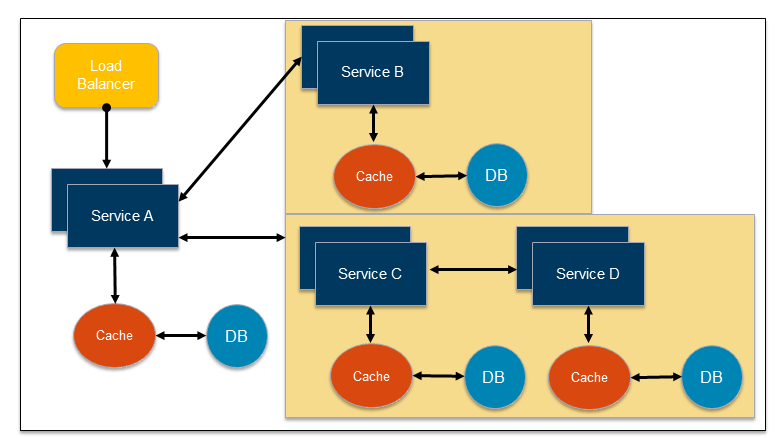 Load
Balancer
Service A
Cache
DB
Service B
Cache
DB
Service C
Service D
Cache
DB
Cache
DB